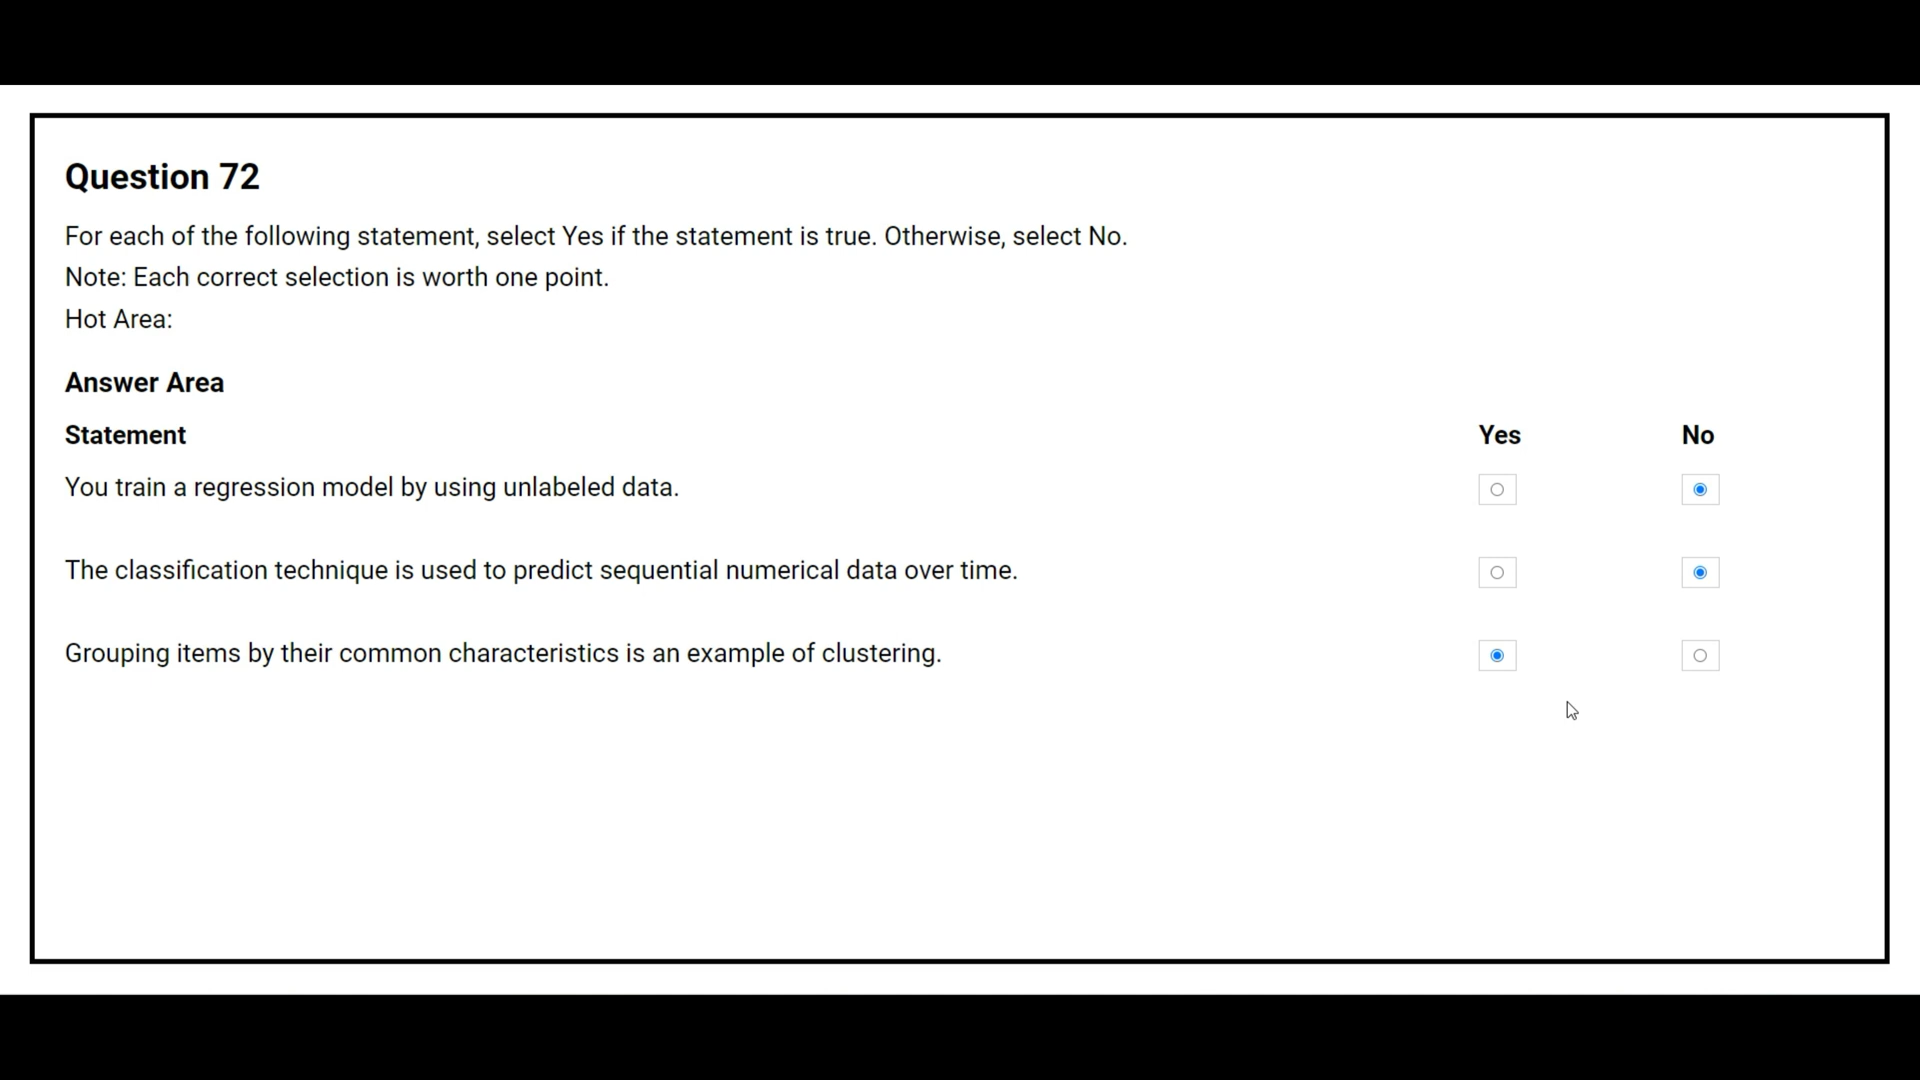 Question 72
For each of the following statement, select Yes if the statement is true. Otherwise, select No.
Note: Each correct selection is worth one point.
Hot Area:
Answer Area
Statement Yes No
You train a regression model by using unlabeled data.
The classification technique is used to predict sequential numerical data over time.
Grouping items by their common characteristics is an example of clustering.